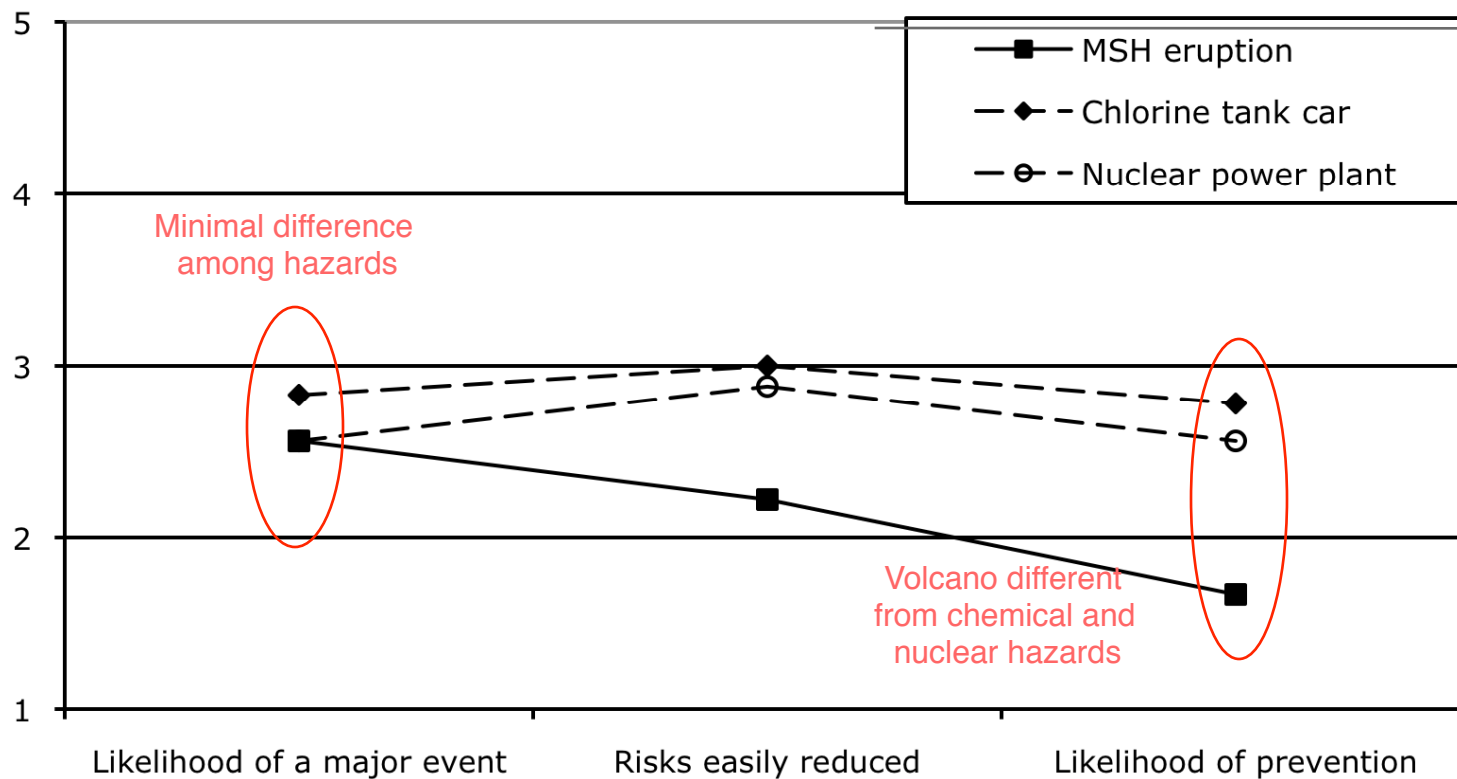 5
MSH eruption
Chlorine tank car
Nuclear power plant
4
Minimal difference
among hazards
3
2
Volcano different
from chemical and
nuclear hazards
1
Likelihood of a major event
Risks easily reduced
Likelihood of prevention